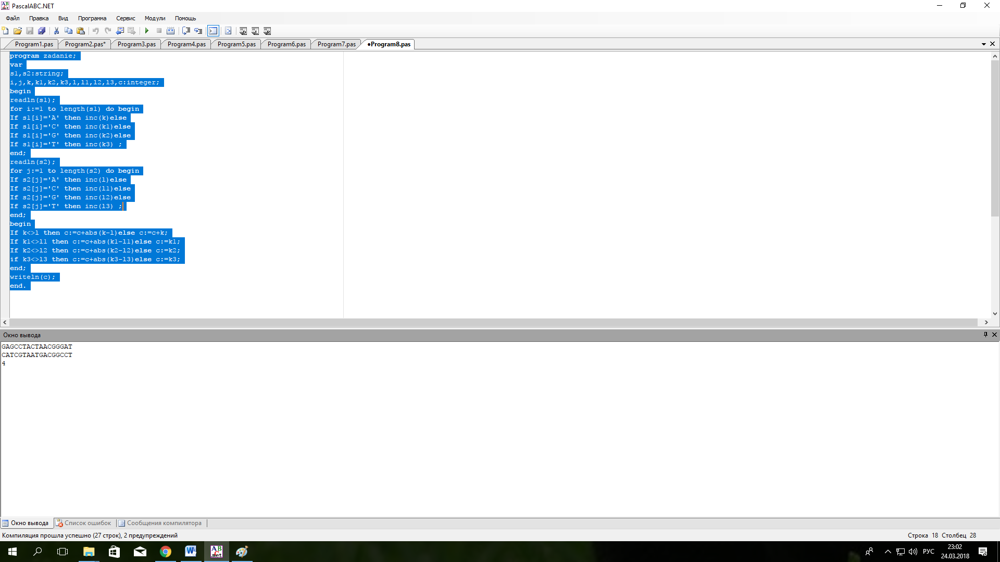 PascalABC.NET
Файл Правка Вид Программа Сервис Модули Помощь
Program1.pas Program2.pas* Program3.pas Program4.pas Program5.pas Program6.pas Program7.pas •Program8.pas
program zadanie;
var
s1,s2:string;
i,j,k,k1,k2,k3,l,l1,l2,l3,c:integer;
begin
readln(s1);
for i:=1 to length(s1) do begin
If s1[i]='A' then inc(k)else
If s1[i]='C' then inc(k1)else
If s1[i]='G' then inc(k2)else
If s1[i]='T' then inc(k3) ;
end;
readln(s2);
for j:=1 to length(s2) do begin
If s2[j]='A' then inc(l)else
If s2[j]='C' then inc(l1)else
If s2[j]='G' then inc(l2)else
If s2[j]='T' then inc(l3) ;
end;
begin
If k<>l then c:=c+abs(k-l)else c:=c+k;
If k1<>l1 then c:=c+abs(k1-l1)else c:=k1;
If k2<>l2 then c:=c+abs(k2-l2)else c:=k2;
if k3<>l3 then c:=c+abs(k3-l3)else c:=k3;
end;
writeln(c);
end.
Окно вывода
GAGCCTACTAACGGGAT
CATCGTAATGACGGCCT
4
Окно вывода Список ошибок Сообщения компилятора
Компиляция прошла успешно (27 строк), 2 предупреждений Строка 18 Столбец 28
РУС
23:02
24.03.2018